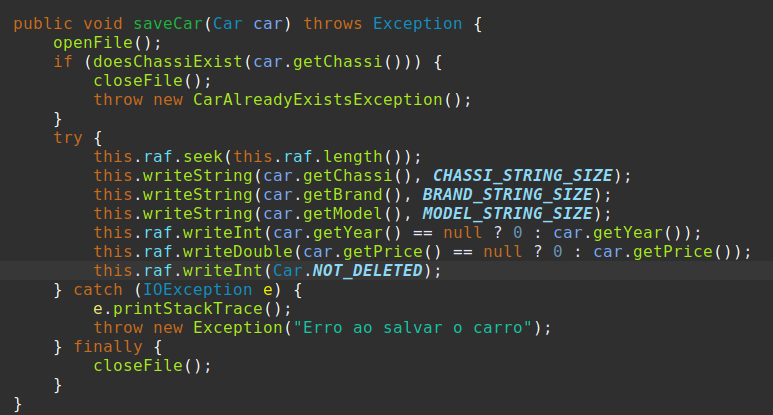 public void saveCar(Car car) throws Exception {
    openFile();
    if (doesChassiExist(car.getChassi())) {
        closeFile();
        throw new CarAlreadyExistsException();
    }
    try {
        this.raf.seek(this.raf.length());
        this.writeString(car.getChassi(), CHASSI_STRING_SIZE);
        this.writeString(car.getBrand(), BRAND_STRING_SIZE);
        this.writeString(car.getModel(), MODEL_STRING_SIZE);
        this.raf.writeInt(car.getYear() == null ? 0 : car.getYear());
        this.raf.writeDouble(car.getPrice() == null ? 0 : car.getPrice());
        this.raf.writeInt(Car.NOT_DELETED);
    } catch (IOException e) {
        e.printStackTrace();
        throw new Exception("Erro ao salvar o carro");
    } finally {
        closeFile();
    }
}